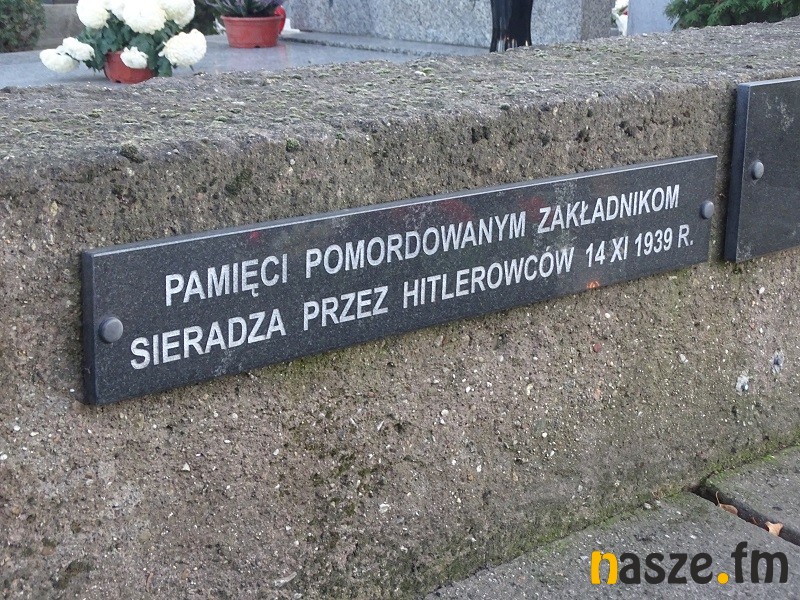 PAMIĘCI POMORDOWANYM ZAKŁADNIKOM
SIERADZA PRZEZ HITLEROWCÓW 14 XI 1939 R.
nasze.fm